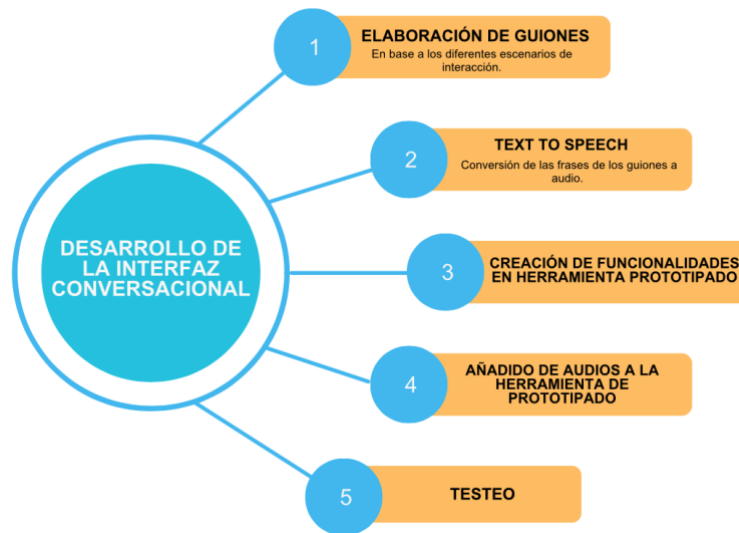 DESARROLLO DE
LA INTERFAZ
CONVERSACIONAL
1
ELABORACIÓN DE GUIONES
En base a los diferentes escenarios de
interacción.
2
TEXT TO SPEECH
Conversión de las frases de los guiones a
audio.
3
CREACIÓN DE FUNCIONALIDADES
EN HERRAMIENTA PROTOTIPADO
4
AÑADIDO DE AUDIOS A LA
HERRAMIENTA DE
PROTOTIPADO
5
TESTEO